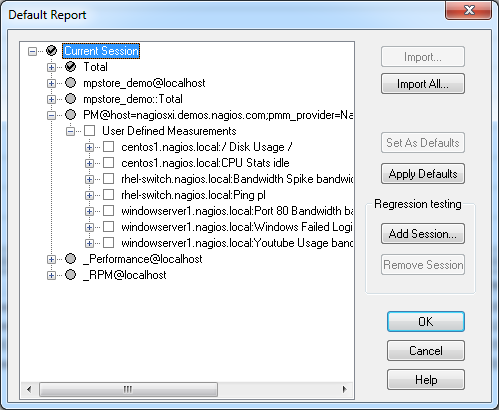 Default Report
Current Session
Total
mpstore_demo@localhost
mpstore_demo::Total
PM@host=nagiosxi.demos.nagios.com;pmm_provider=Na
User Defined Measurements
centos1.nagios.local:/ Disk Usage /
centos1.nagios.local:CPU Stats idle
rhel-switch.nagios.local:Bandwidth Spike bandwid
rhel-switch.nagios.local:Ping pl
windowserver1.nagios.local:Port 80 Bandwidth ba
windowserver1.nagios.local:Windows Failed Logi
windowserver1.nagios.local:Youtube Usage band
_Performance@localhost
_RPM@localhost
Import...
Import All...
Set As Defaults
Apply Defaults
Regression testing
Add Session...
Remove Session
OK
Cancel
Help